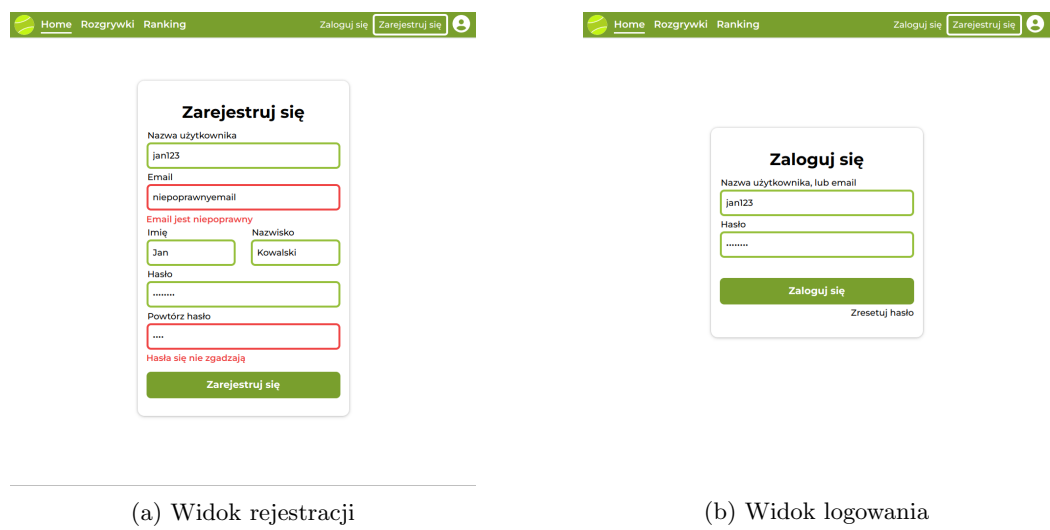 Home Rozgrywki Ranking Zaloguj się Zarejestruj się
Zarejestruj się
Nazwa użytkownika
jan123
Email
niepoprawnyemail
Email jest niepoprawny
Imię Nazwisko
Jan Kowalski
Hasło
........
Powtórz hasło
....
Hasła się nie zgadzają
Zarejestruj się
(a) Widok rejestracji
Home Rozgrywki Ranking Zaloguj się Zarejestruj się
Zaloguj się
Nazwa użytkownika, lub email
jan123
Hasło
........
Zaloguj się
Zresetuj hasło
(b) Widok logowania